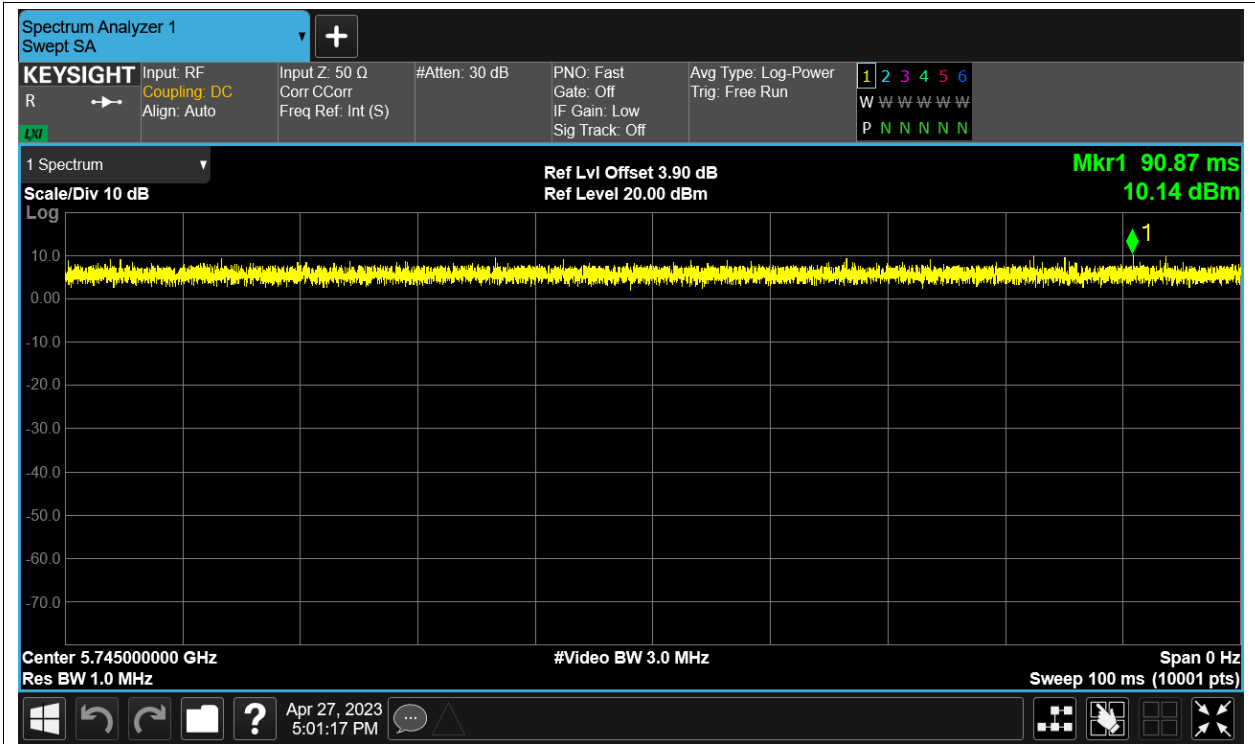 Spectrum Analyzer 1
Swept SA
KEYSIGHT
R
LXI
Input: RF
Coupling: DC
Align: Auto
Input Z: 50 Ω
Corr CCorr
Freq Ref: Int (S)
#Atten: 30 dB
PNO: Fast
Gate: Off
IF Gain: Low
Sig Track: Off
Avg Type: Log-Power
Trig: Free Run
1 2 3 4 5 6
W W W W W W
P N N N N N
1 Spectrum
Scale/Div 10 dB
Log
Ref Lvl Offset 3.90 dB
Ref Level 20.00 dBm
Mkr1 90.87 ms
10.14 dBm
1
10.0
0.00
-10.0
-20.0
-30.0
-40.0
-50.0
-60.0
-70.0
Center 5.745000000 GHz
Res BW 1.0 MHz
#Video BW 3.0 MHz
Span 0 Hz
Sweep 100 ms (10001 pts)
?
Apr 27, 2023
5:01:17 PM